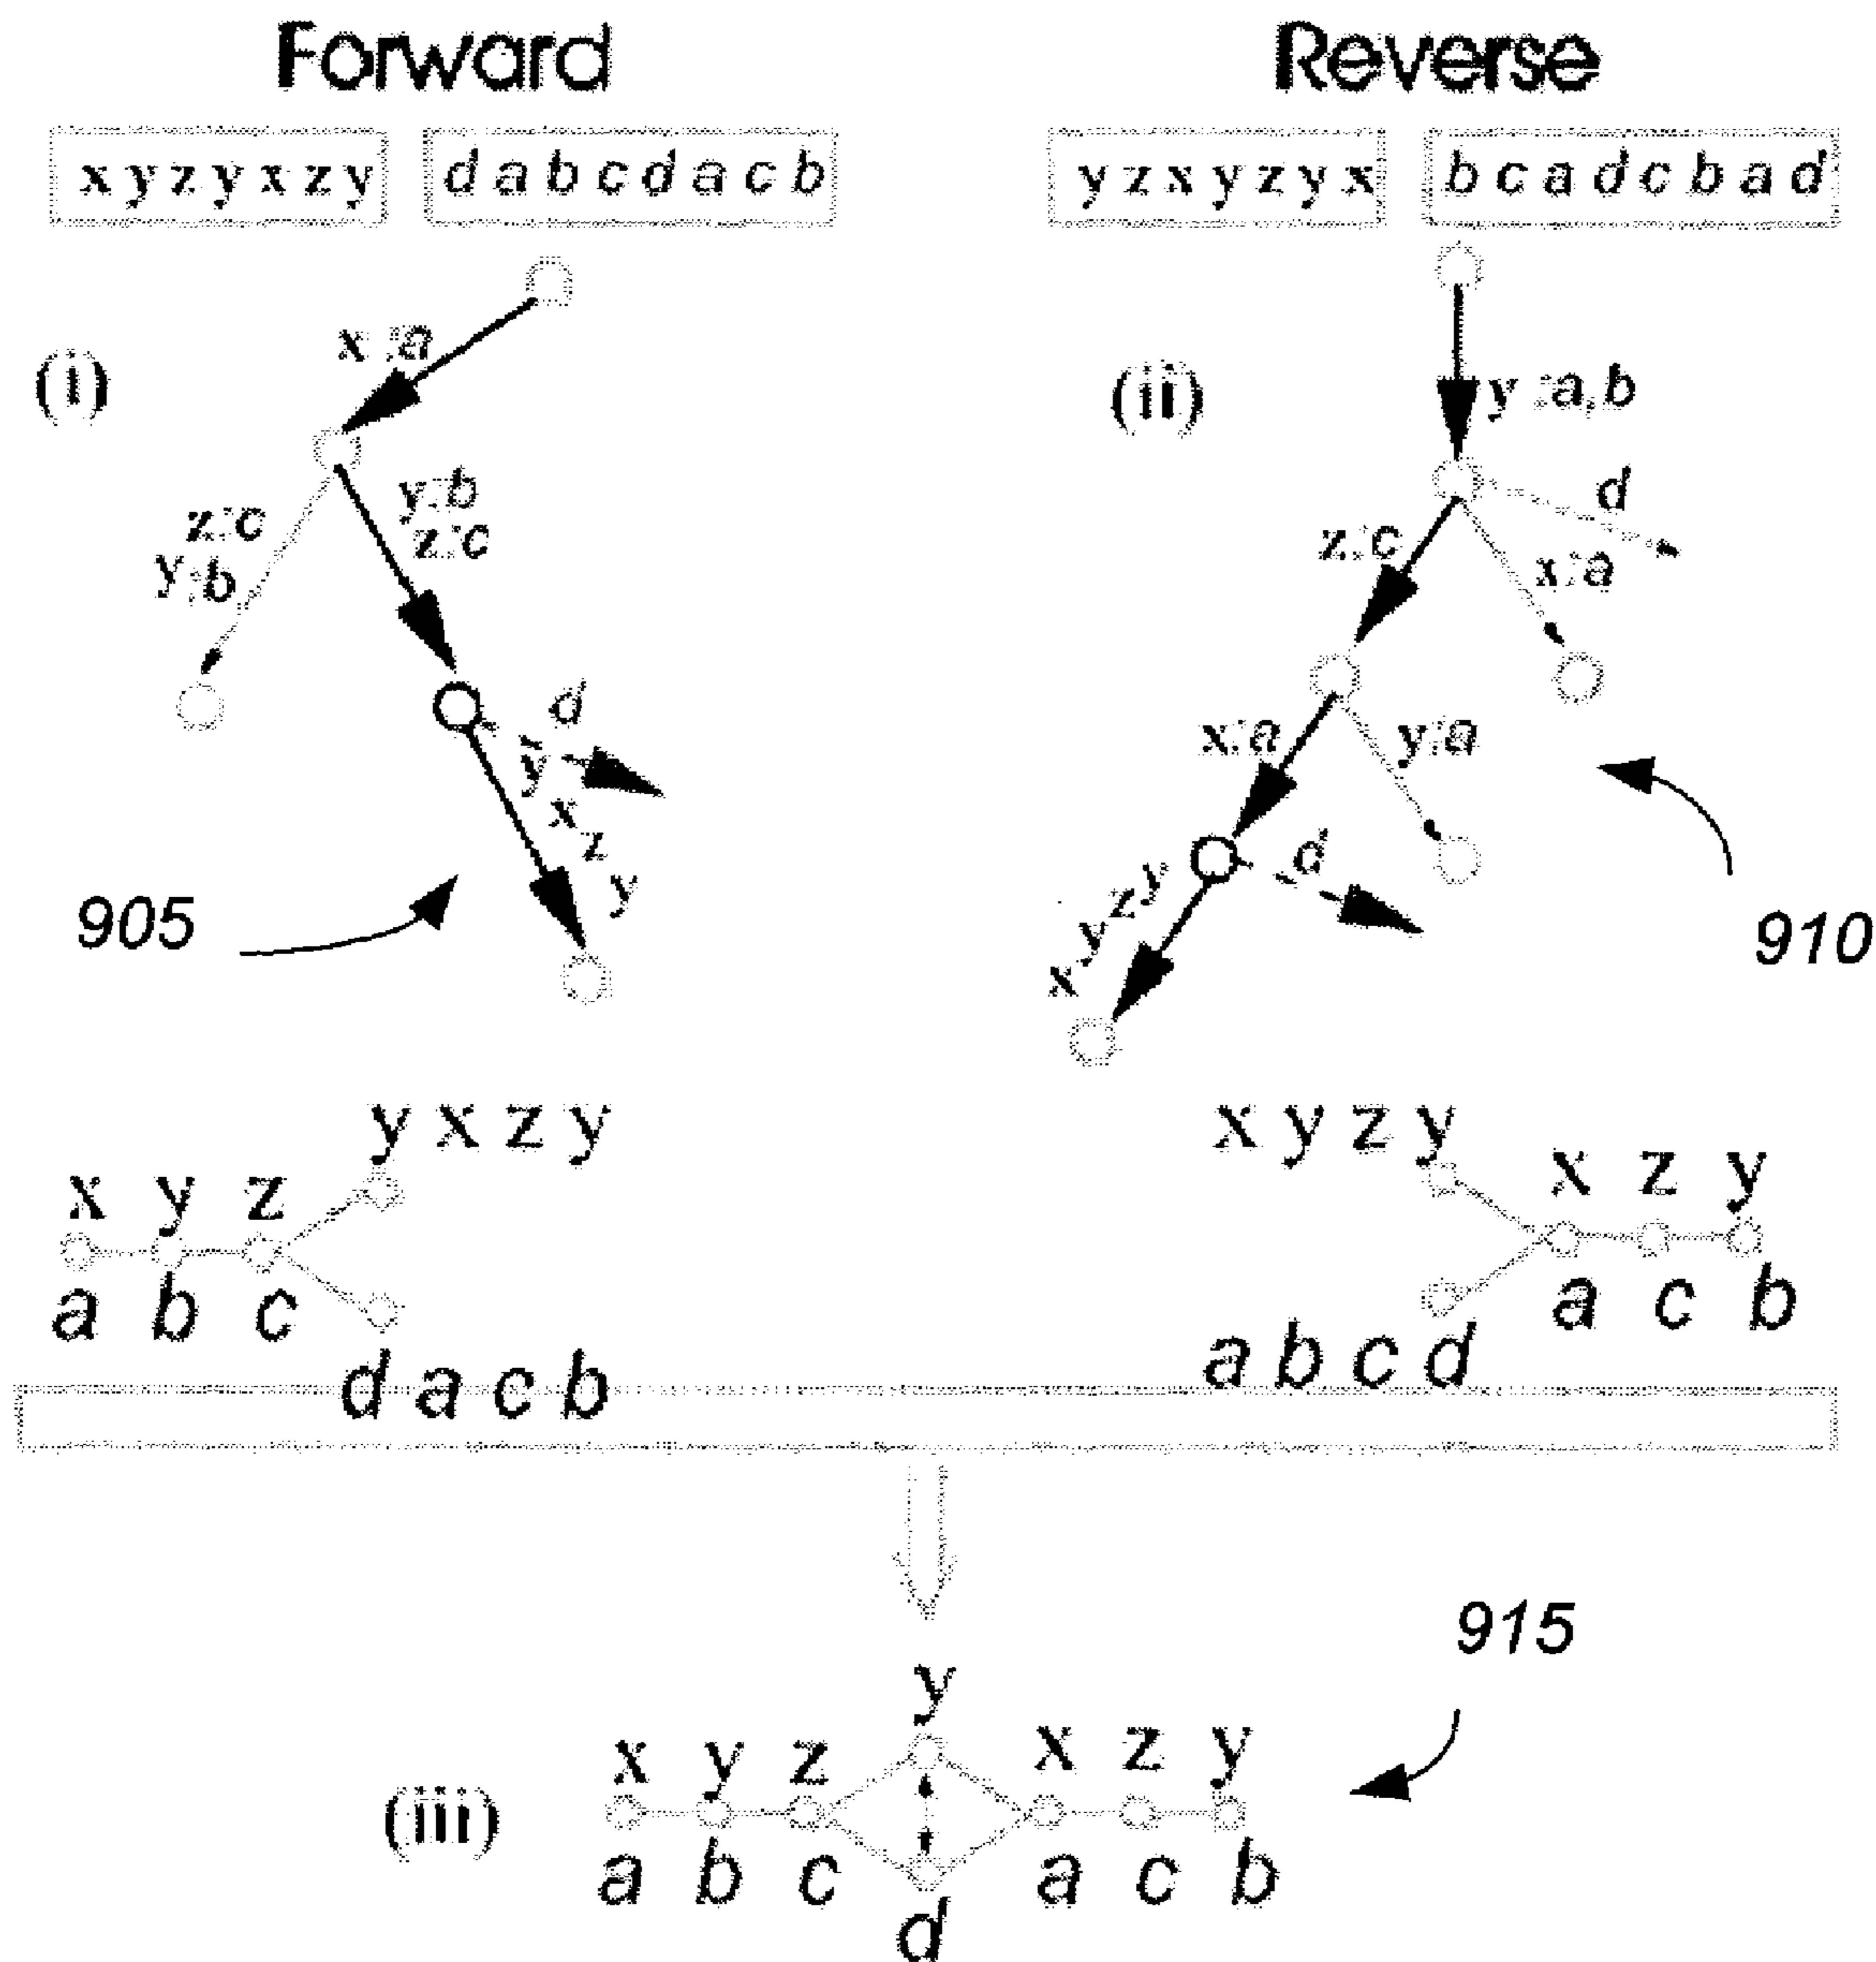 Forward Reverse
x y z y x z y d a b c d a c b y z x y z y x b c a d c b a d
(i) x :a
(ii) y :a,b
y:b
z:c
z:c
y:b
d
z:c
x:a
d
y
x
z
y
x:a
y:a
d
y
z
y
x
905
910
y x z y
x y z
a b c
d a c b
x y z y
x z y
a c b
a b c d
915
y
x y z x z y
(iii)
a b c a c b
d